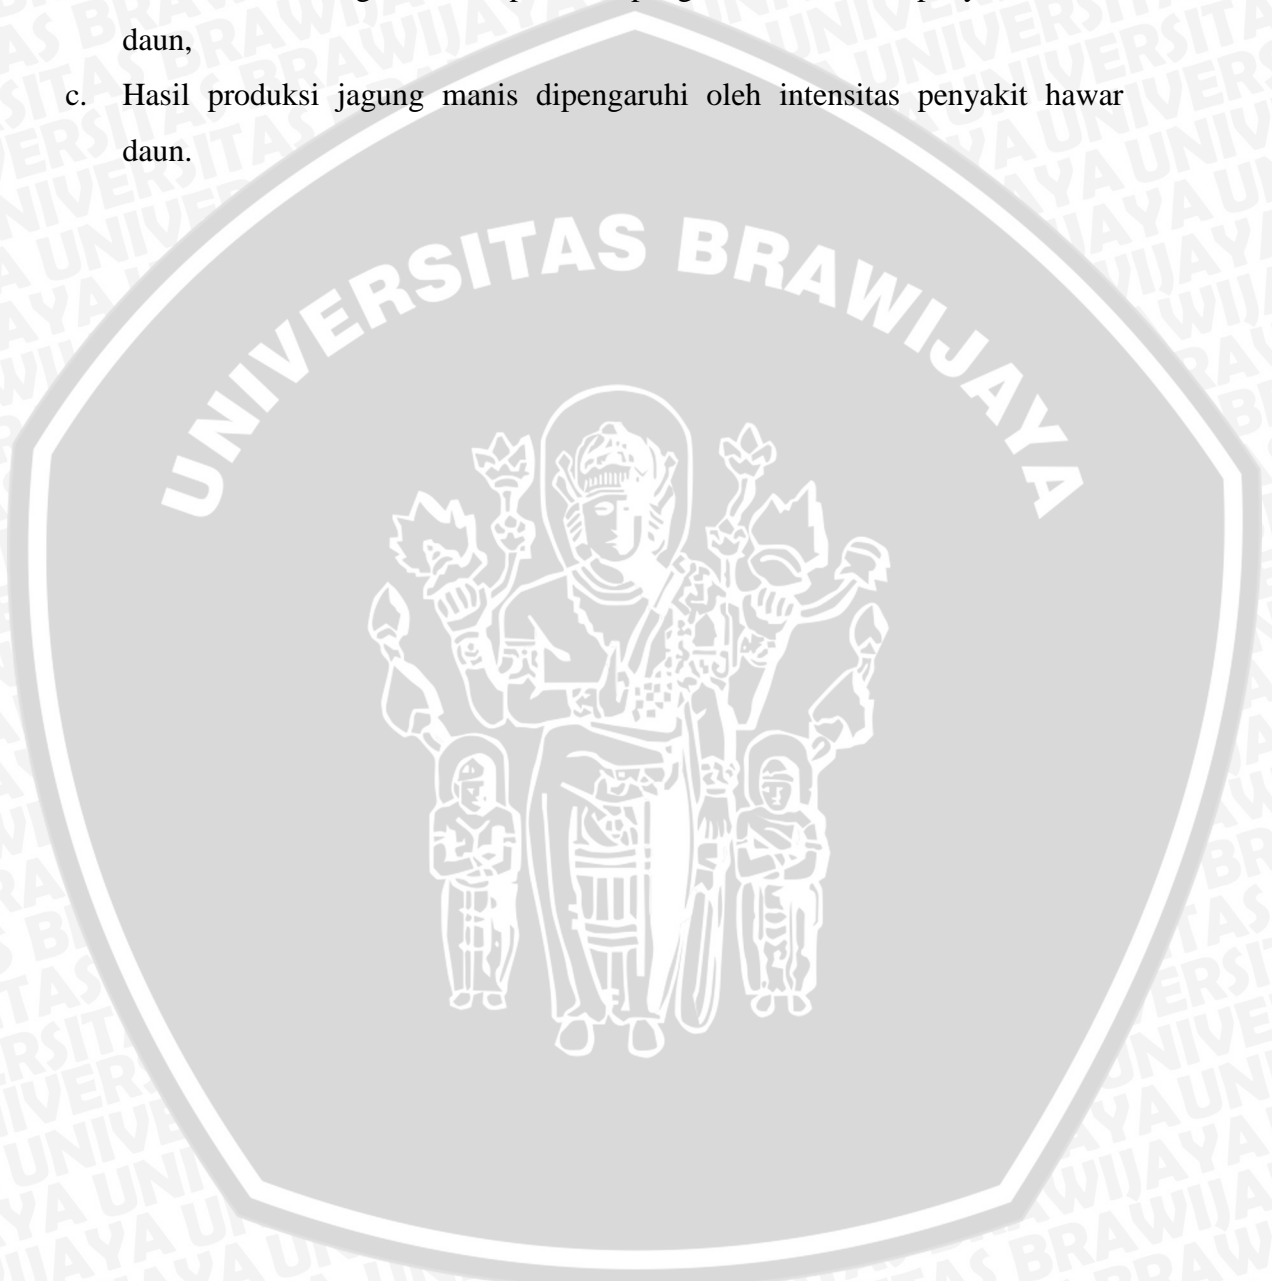 daun,
c. Hasil produksi jagung manis dipengaruhi oleh intensitas penyakit hawar
daun.
UNIVERSITAS BRAWIJAYA